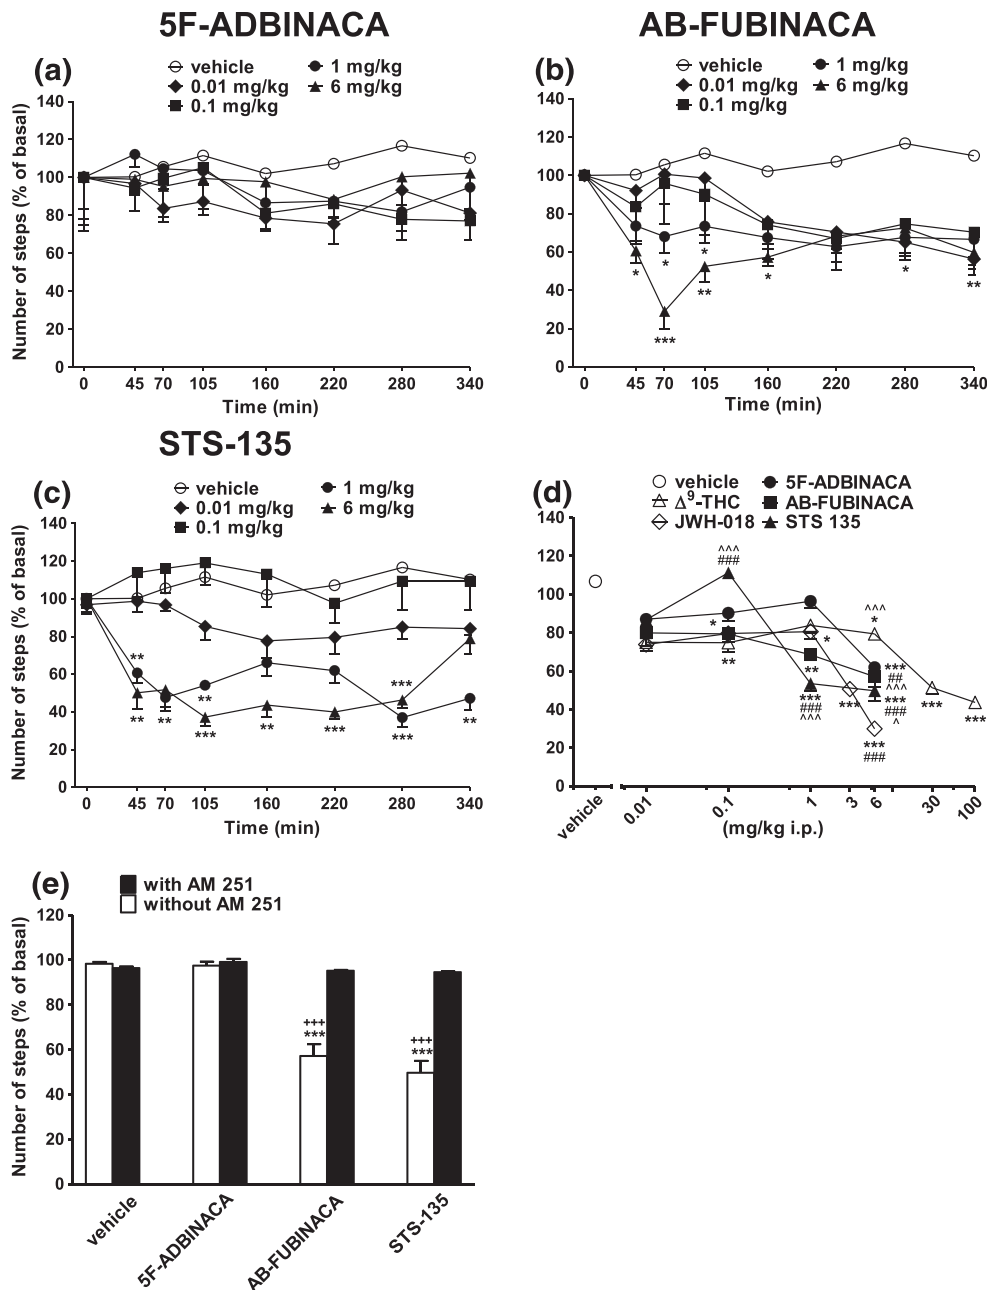 5F-ADBINACA
AB-FUBINACA
(a)
vehicle
1 mg/kg
0.01 mg/kg
6 mg/kg
0.1 mg/kg
Number of steps (% of basal)
140
120
100
80
60
40
20
0
0 45 70 105 160 220 280 340
Time (min)
(b)
vehicle
1 mg/kg
0.01 mg/kg
6 mg/kg
0.1 mg/kg
140
120
100
80
60
40
20
0
* * * * * **
*** **
0 45 70 105 160 220 280 340
Time (min)
STS-135
(c)
vehicle
1 mg/kg
0.01 mg/kg
6 mg/kg
0.1 mg/kg
Number of steps (% of basal)
140
120
100
80
60
40
20
0
** ** ***
** ** *** ** *** *** **
0 45 70 105 160 220 280 340
Time (min)
(d)
vehicle
5F-ADBINACA
Δ9-THC
AB-FUBINACA
JWH-018
STS 135
140
120
100
80
60
40
20
0
^^^
###
*
**
*
**
***
###
^^^
***
^^^
*
***
##
^^^
***
###
^
***
###
***
***
vehicle 0.01 0.1 1 3 6 30 100
(mg/kg i.p.)
(e)
with AM 251
without AM 251
Number of steps (% of basal)
120
100
80
60
40
20
0
+++
***
+++
***
vehicle
5F-ADBINACA
AB-FUBINACA
STS-135